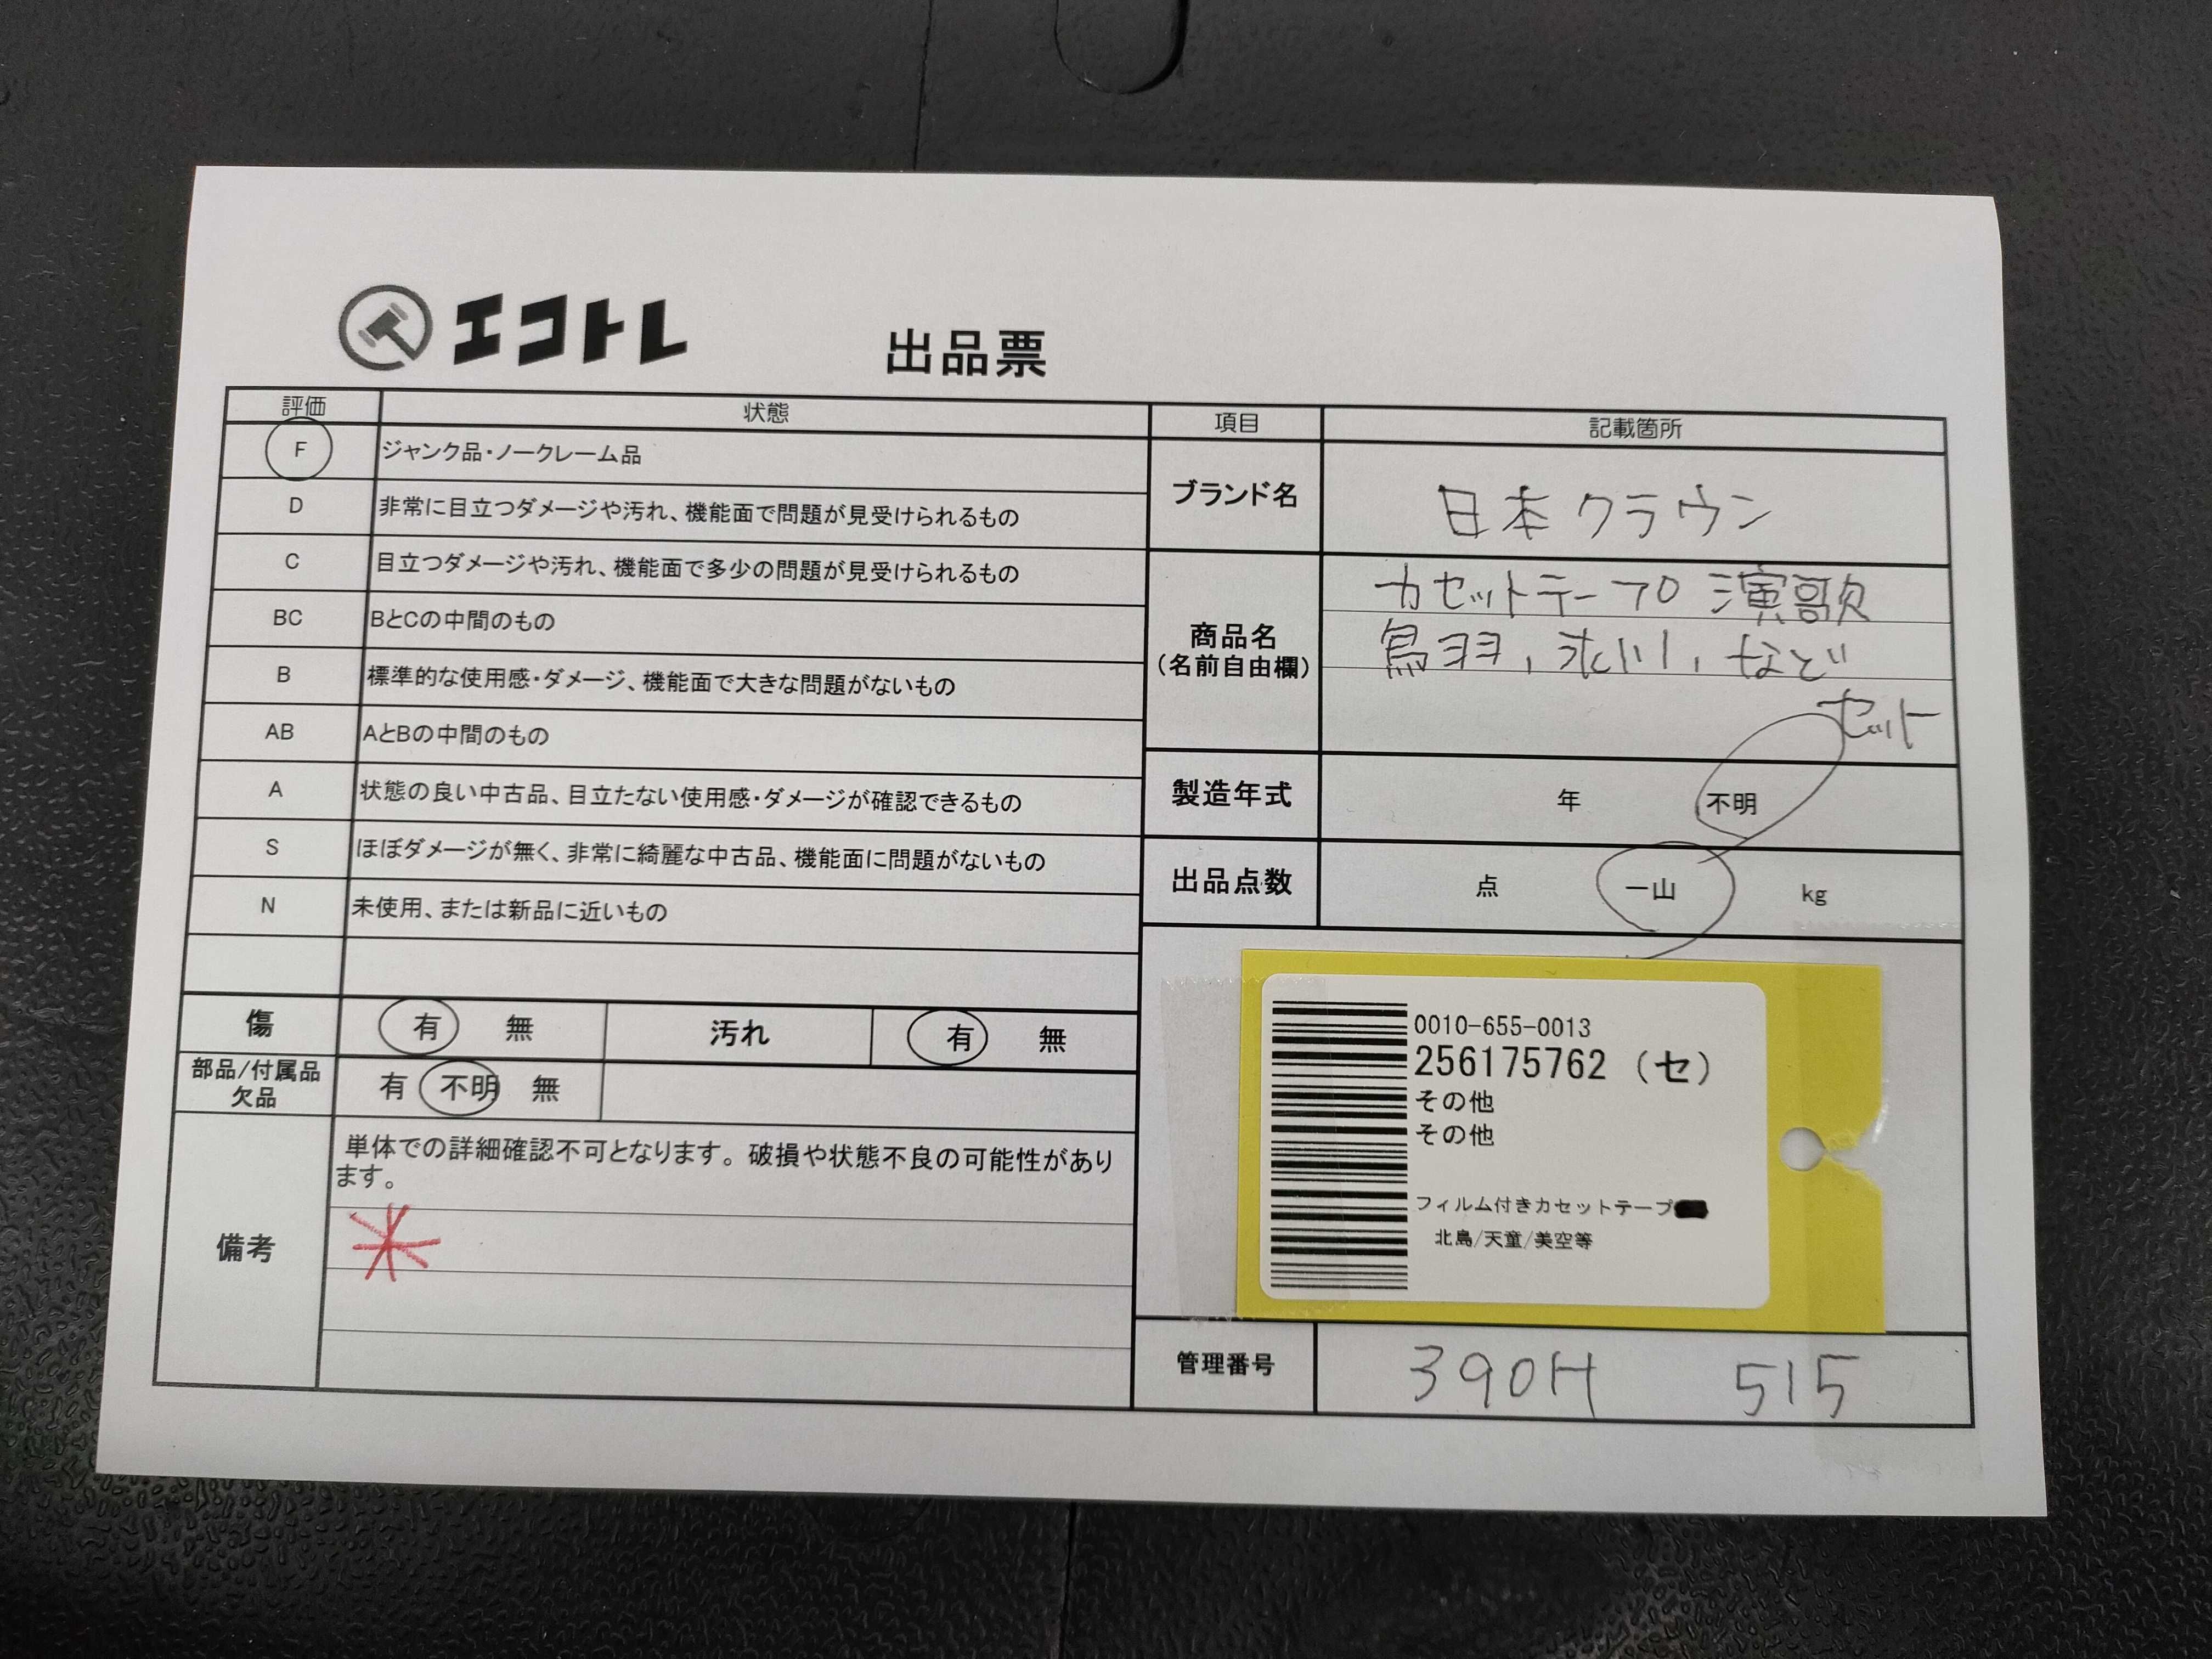 エコトレ 出品票
評価 状態
F ジャンク品・ノークレーム品
D 非常に目立つダメージや汚れ、機能面で問題が見受けられるもの
C 目立つダメージや汚れ、機能面で多少の問題が見受けられるもの
BC BとCの中間のもの
B 標準的な使用感・ダメージ、機能面で大きな問題がないもの
AB AとBの中間のもの
A 状態の良い中古品、目立たない使用感・ダメージが確認できるもの
S ほぼダメージが無く、非常に綺麗な中古品、機能面に問題がないもの
N 未使用、または新品に近いもの
傷 有 無 汚れ 有 無
部品/付属品
欠品
有 不明 無
備考
単体での詳細確認不可となります。破損や状態不良の可能性があり
ます。
項目 記載箇所
ブランド名 日本クラウン
商品名
(名前自由欄)
カセットテープ 演歌
鳥羽, 氷川, など
セット
製造年式 年 不明
出品点数 点 一山 kg
0010-655-0013
256175762 (セ)
その他
その他
フィルム付きカセットテープ
北島/天童/美空等
管理番号 390H 515